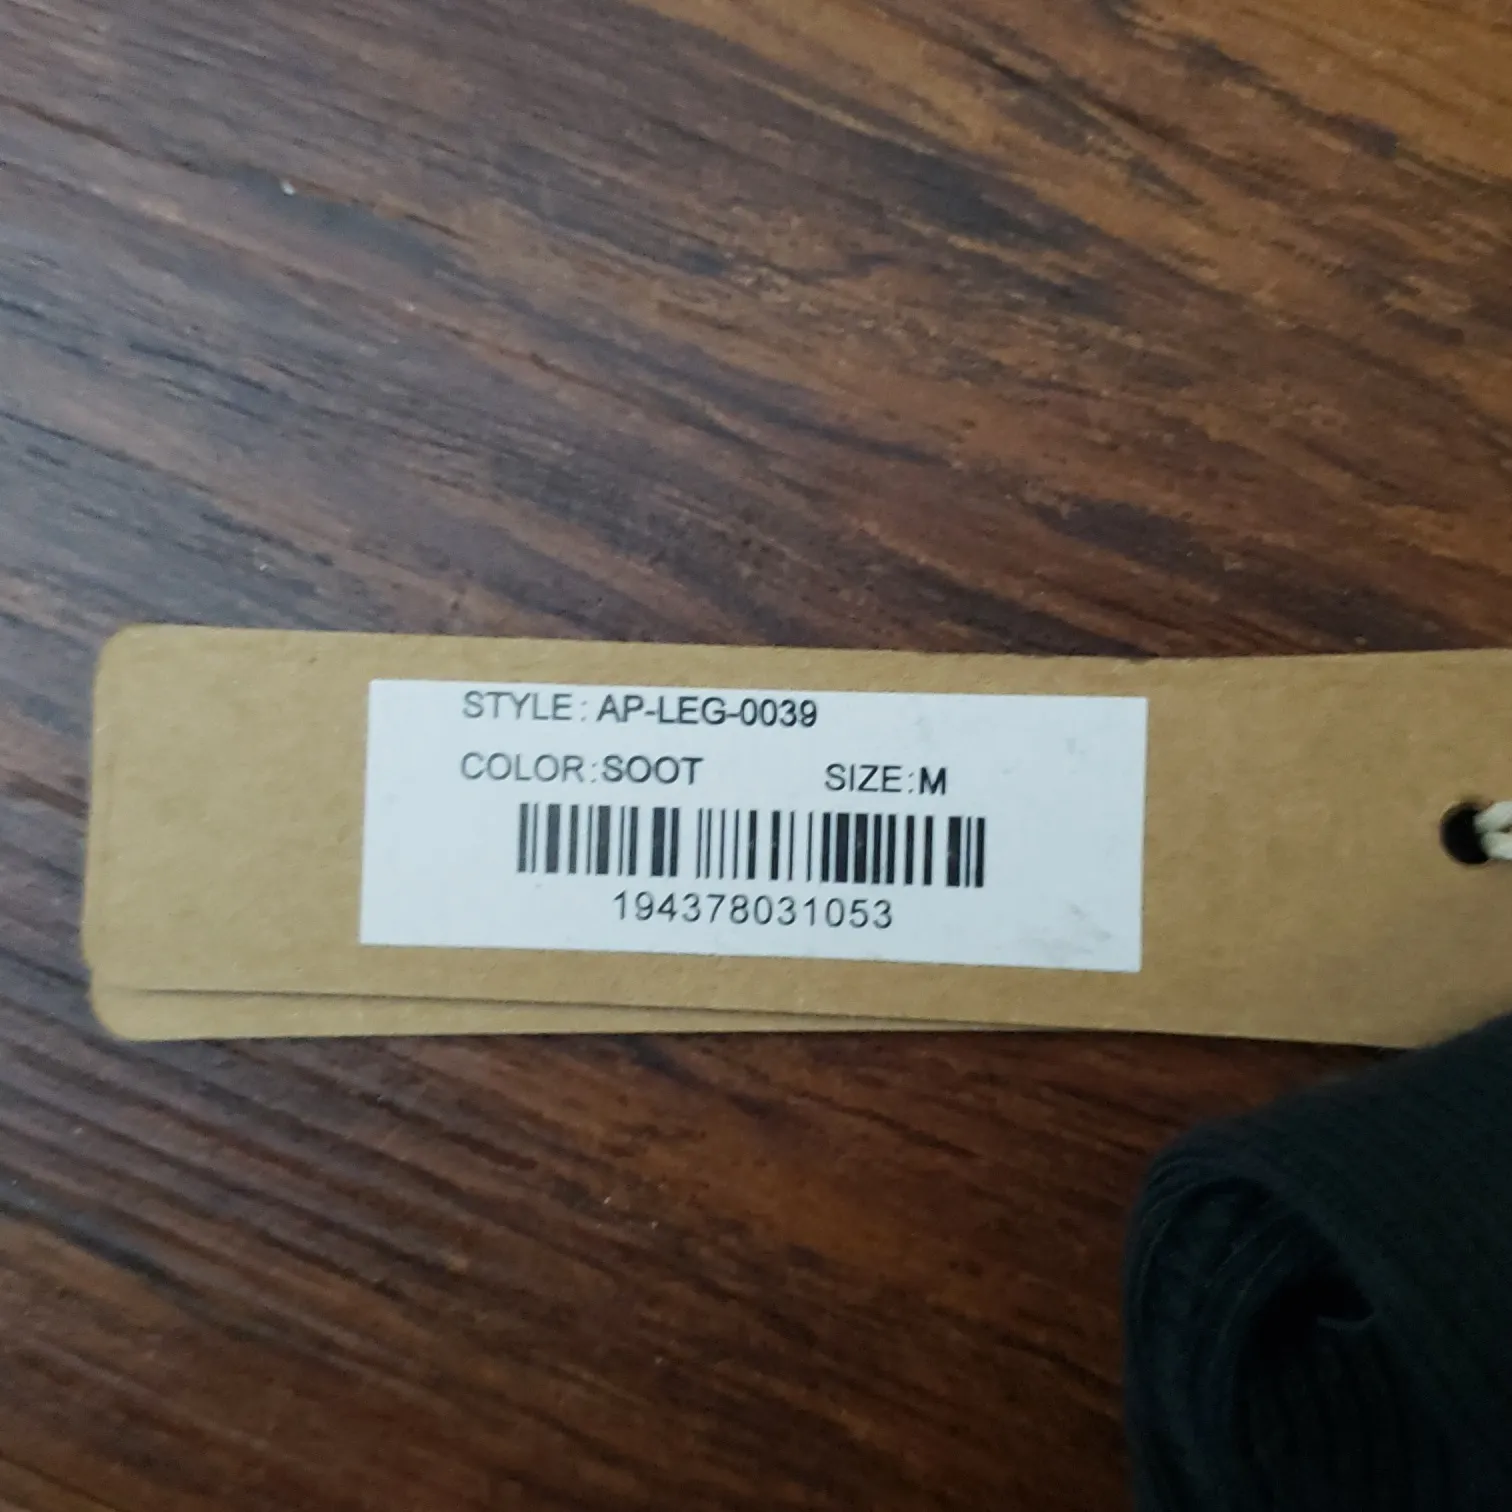 STYLE: AP-LEG-0039
COLOR:SOOT SIZE:M
194378031053